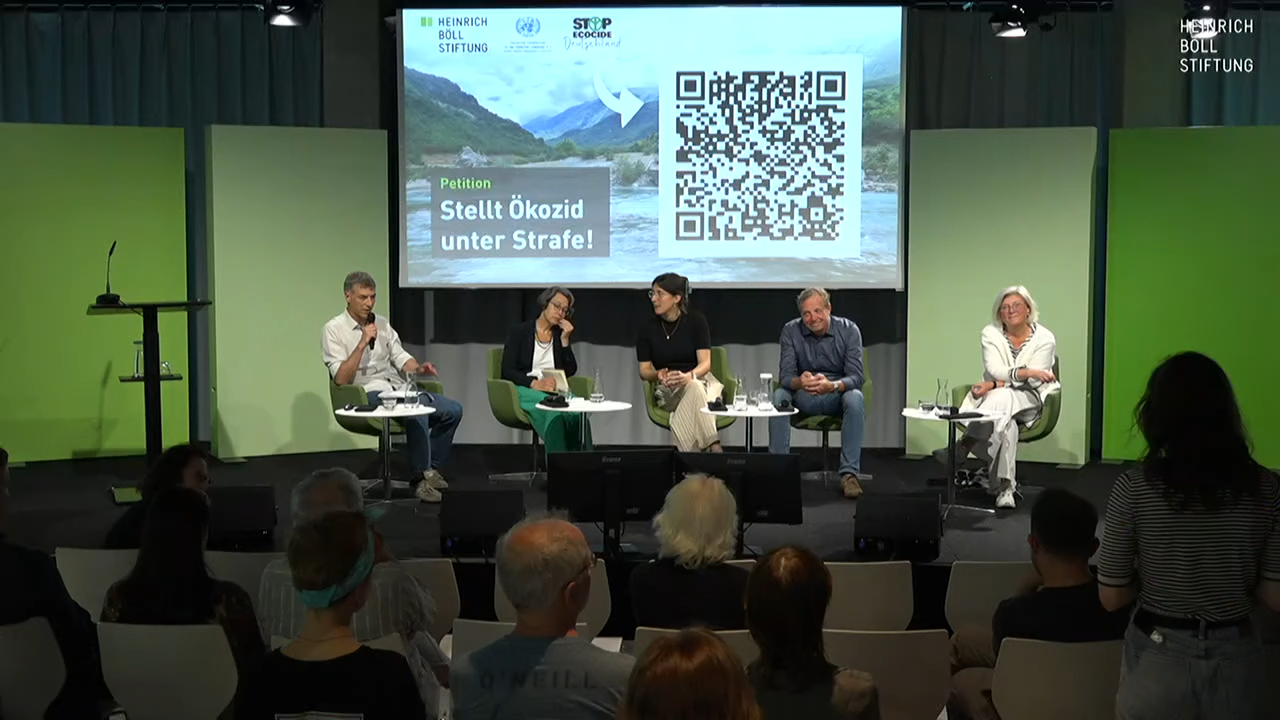 HEINRICH
BÖLL
STIFTUNG
STOP
ECOCIDE
Deutschland
Petition
Stellt Ökozid
unter Strafe!
HEINRICH
BÖLL
STIFTUNG
O'NEILL